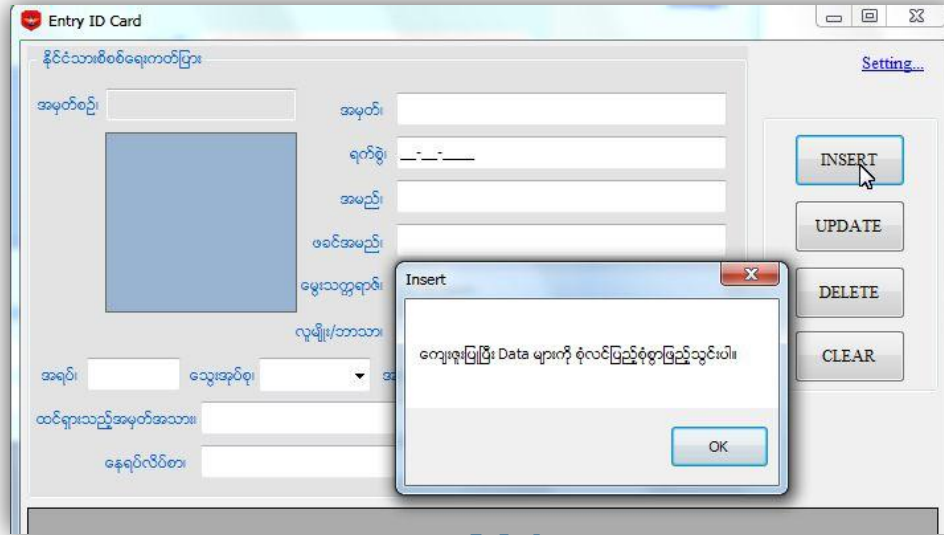 Entry ID Card
နိုင်ငံသားစိစစ်ရေးကတ်ပြား
Setting...
အမှတ်စဉ်၊
အမှတ်၊
ရက်စွဲ၊ __-__-____
INSERT
အမည်၊
UPDATE
ဖခင်အမည်၊
Insert
မွေးသက္ကရာဇ်၊
DELETE
လူမျိုး/ဘာသာ၊
ကျေးဇူးပြုပြီး Data များကို စုံလင်ပြည့်စုံစွာဖြည့်သွင်းပါ။
CLEAR
အရပ်၊ သွေးအုပ်စု၊
ထင်ရှားသည့်အမှတ်အသား၊
OK
နေရပ်လိပ်စာ၊